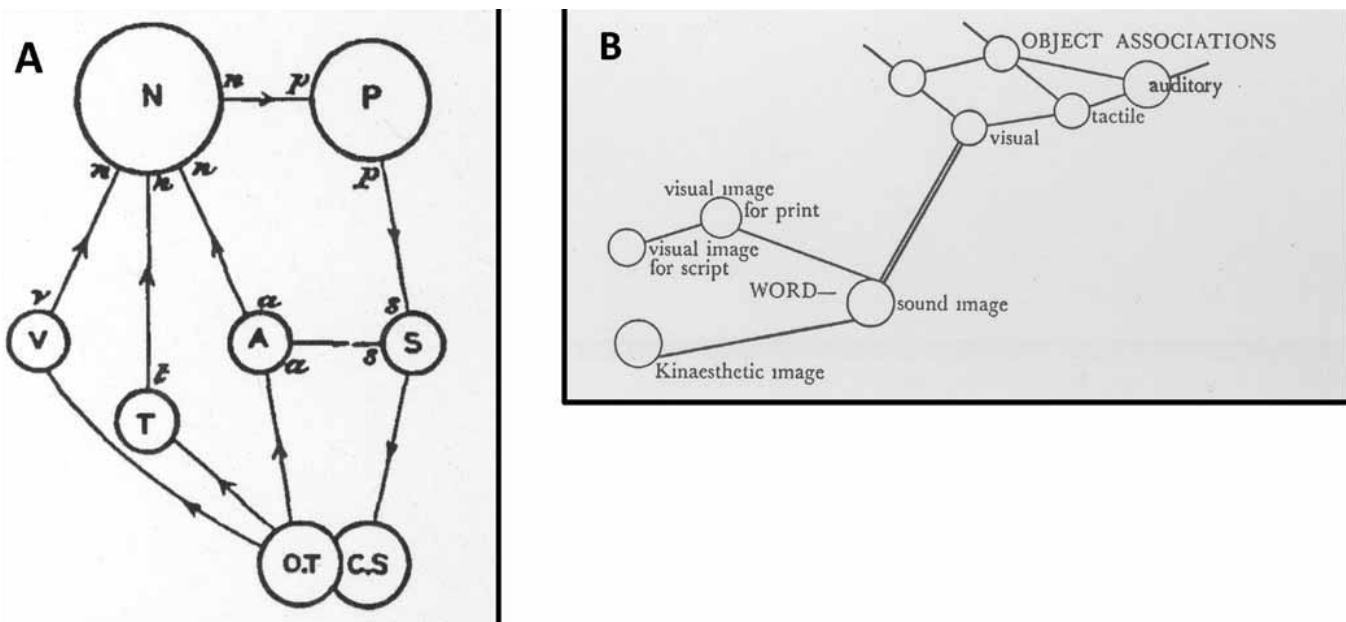 A
N
n
p
P
n
n
n
p
v
V
t
T
a
A
a
s
s
S
O.T
C.S
B
OBJECT ASSOCIATIONS
auditory
tactile
visual
visual image
for print
visual image
for script
WORD—
sound image
Kinaesthetic image